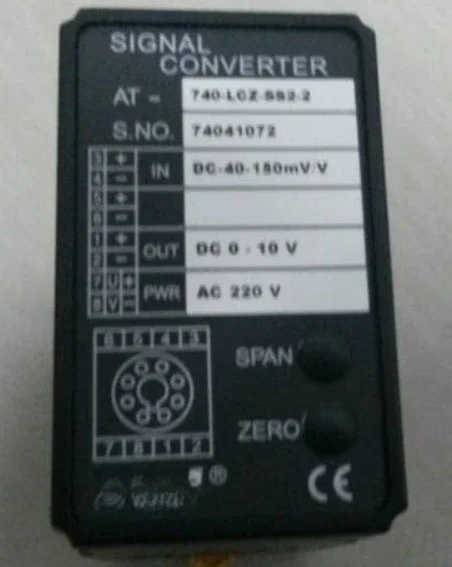 SIGNAL
CONVERTER
AT - 740-LCZ-SS2-2
S.NO. 74041072
3 + IN DC-40-150mV/V
4 -
5 +
6 -
1 + OUT DC 0 - 10 V
2 -
7 U + PWR AC 220 V
8 V -
6 5 4 3
SPAN
7 8 1 2
ZERO
®
CE